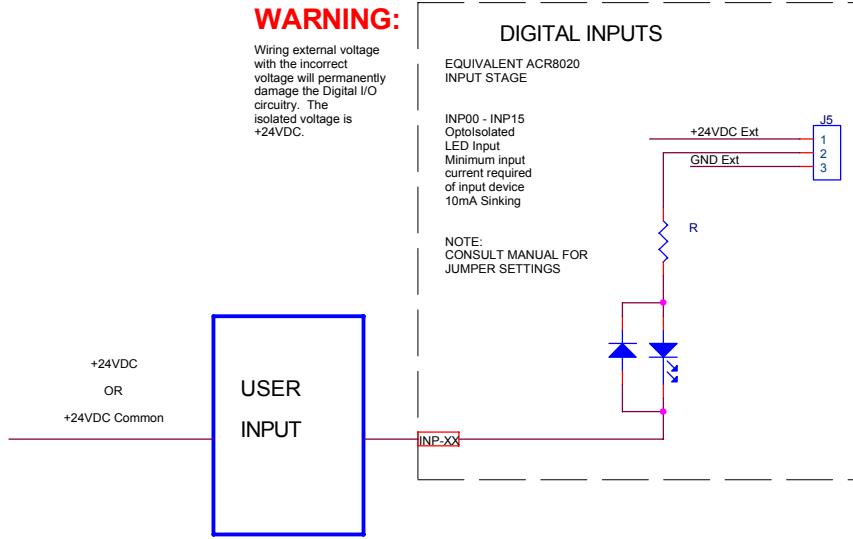 WARNING:
Wiring external voltage
with the incorrect
voltage will permanently
damage the Digital I/O
circuitry. The
isolated voltage is
+24VDC.
DIGITAL INPUTS
EQUIVALENT ACR8020
INPUT STAGE
INP00 - INP15
OptoIsolated
LED Input
Minimum input
current required
of input device
10mA Sinking
NOTE:
CONSULT MANUAL FOR
JUMPER SETTINGS
J5
+24VDC Ext
1
2
GND Ext
3
R
+24VDC
OR
+24VDC Common
USER
INPUT
INP-XX